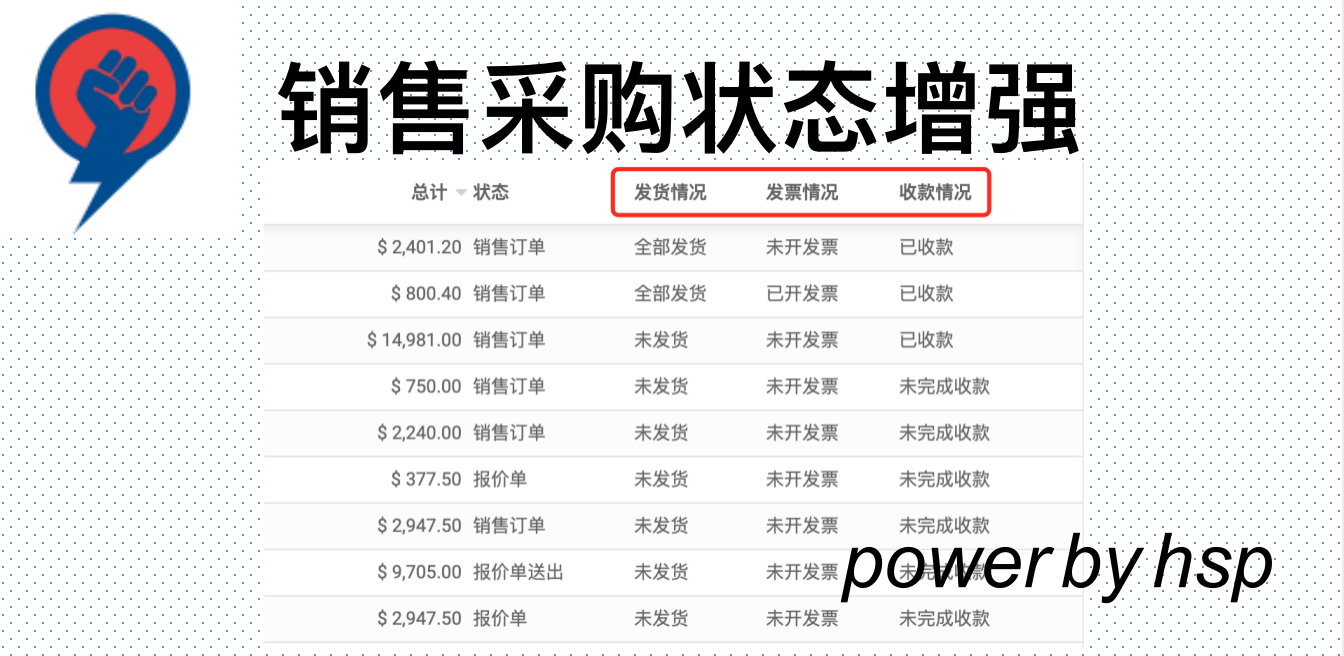 销售采购状态增强
总计 状态 发货情况 发票情况 收款情况
$ 2,401.20 销售订单 全部发货 未开发票 已收款
$ 800.40 销售订单 全部发货 已开发票 已收款
$ 14,981.00 销售订单 未发货 未开发票 已收款
$ 750.00 销售订单 未发货 未开发票 未完成收款
$ 2,240.00 销售订单 未发货 未开发票 未完成收款
$ 377.50 报价单 未发货 未开发票 未完成收款
$ 2,947.50 销售订单 未发货 未开发票 未完成收款
$ 9,705.00 报价单送出 未发货 未开发票 未完成收款
power by hsp
$ 2,947.50 报价单 未发货 未开发票 未完成收款